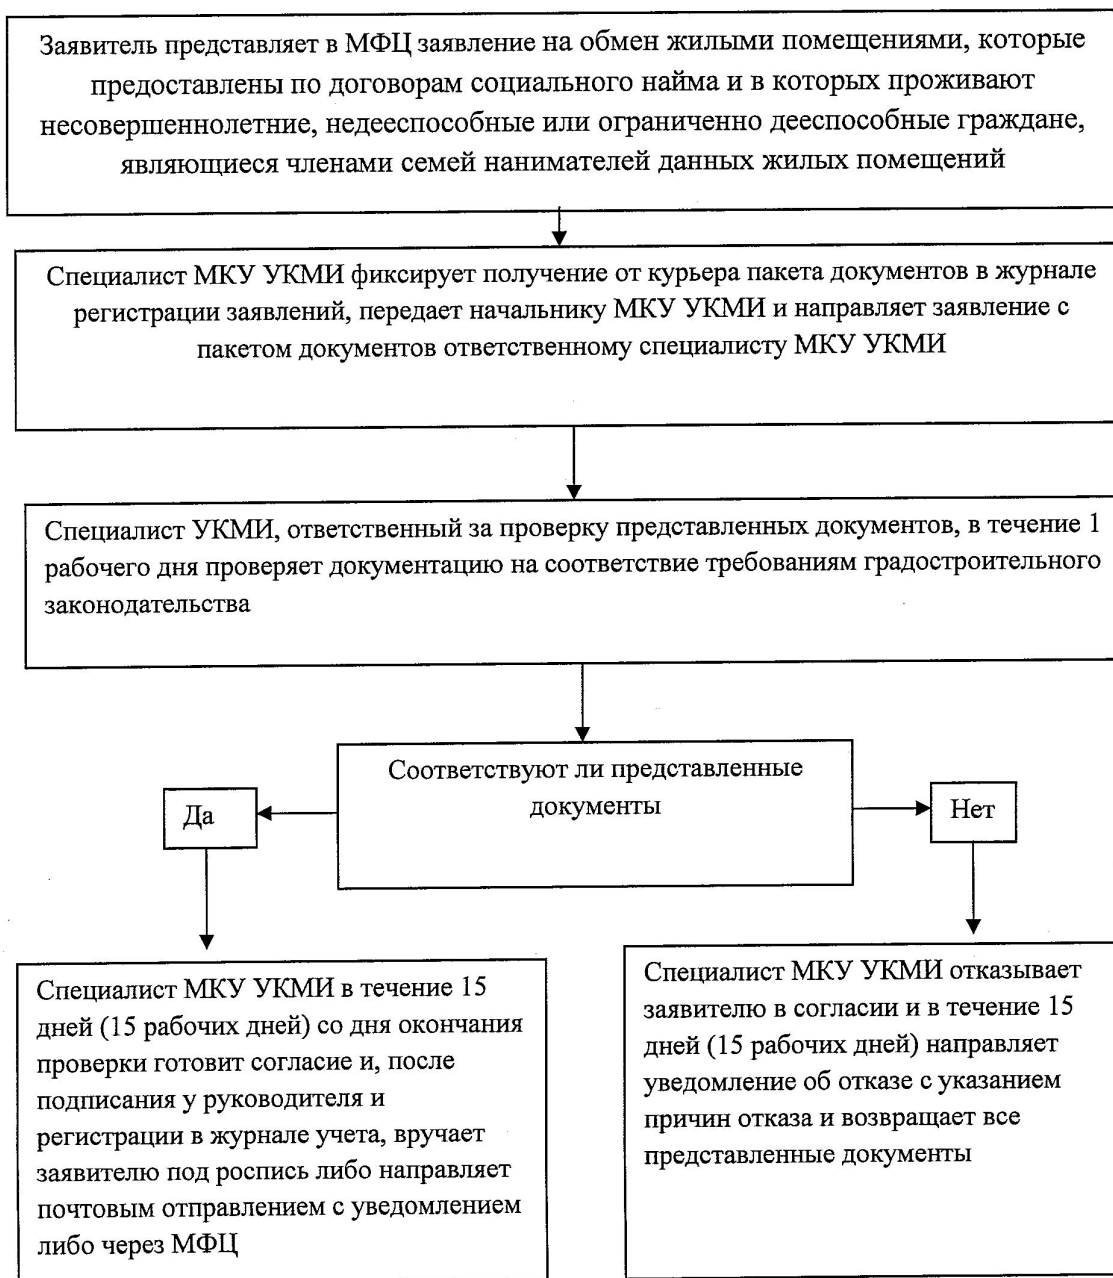 Заявитель представляет в МФЦ заявление на обмен жилыми помещениями, которые
предоставлены по договорам социального найма и в которых проживают
несовершеннолетние, недееспособные или ограниченно дееспособные граждане,
являющиеся членами семей нанимателей данных жилых помещений
Специалист МКУ УКМИ фиксирует получение от курьера пакета документов в журнале
регистрации заявлений, передает начальнику МКУ УКМИ и направляет заявление с
пакетом документов ответственному специалисту МКУ УКМИ
Специалист УКМИ, ответственный за проверку представленных документов, в течение 1
рабочего дня проверяет документацию на соответствие требованиям градостроительного
законодательства
Соответствуют ли представленные
документы
Да
Нет
Специалист МКУ УКМИ в течение 15
дней (15 рабочих дней) со дня окончания
проверки готовит согласие и, после
подписания у руководителя и
регистрации в журнале учета, вручает
заявителю под роспись либо направляет
почтовым отправлением с уведомлением
либо через МФЦ
Специалист МКУ УКМИ отказывает
заявителю в согласии и в течение 15
дней (15 рабочих дней) направляет
уведомление об отказе с указанием
причин отказа и возвращает все
представленные документы